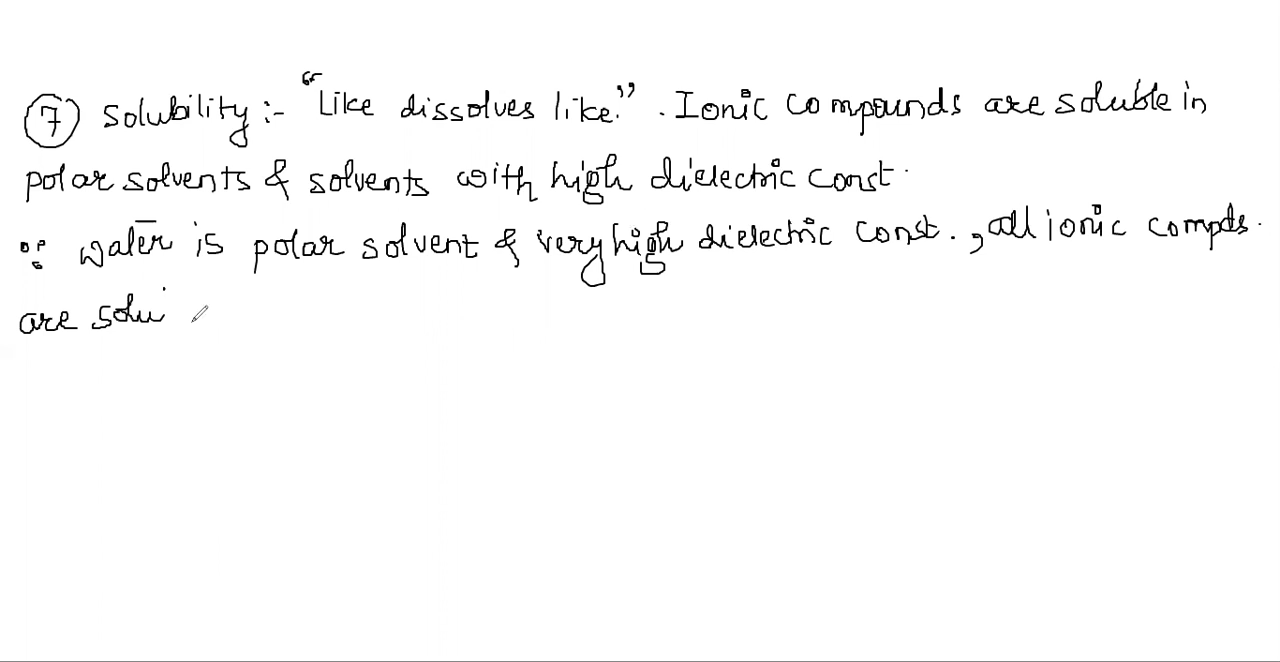 ⑦ Solubility :- "Like dissolves like." . Ionic compounds are soluble in
polar solvents & solvents with high dielectric const.
∵ water is polar solvent & very high dielectric const. , all ionic compds.
are solu